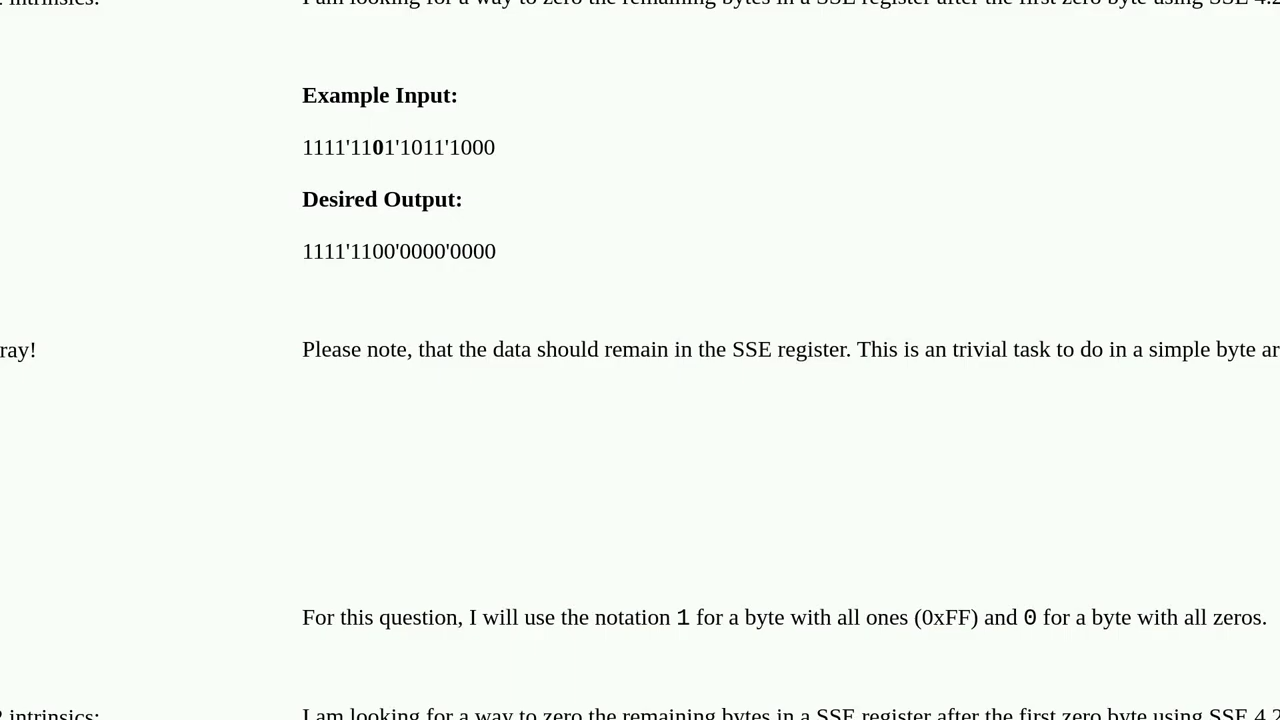 intrinsics: I am looking for a way to zero the remaining bytes in a SSE register after the first zero byte using SSE 4.2
Example Input:
1111'1101'1011'1000
Desired Output:
1111'1100'0000'0000
ray! Please note, that the data should remain in the SSE register. This is an trivial task to do in a simple byte ar
For this question, I will use the notation 1 for a byte with all ones (0xFF) and 0 for a byte with all zeros.
2 intrinsics: I am looking for a way to zero the remaining bytes in a SSE register after the first zero byte using SSE 4.2